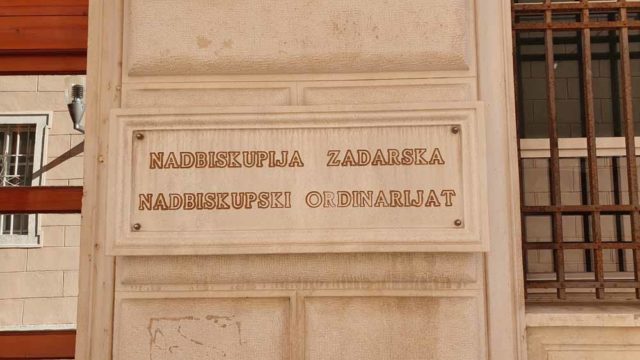 NADBISKUPIJA ZADARSKA
NADBISKUPSKI ORDINARIJAT